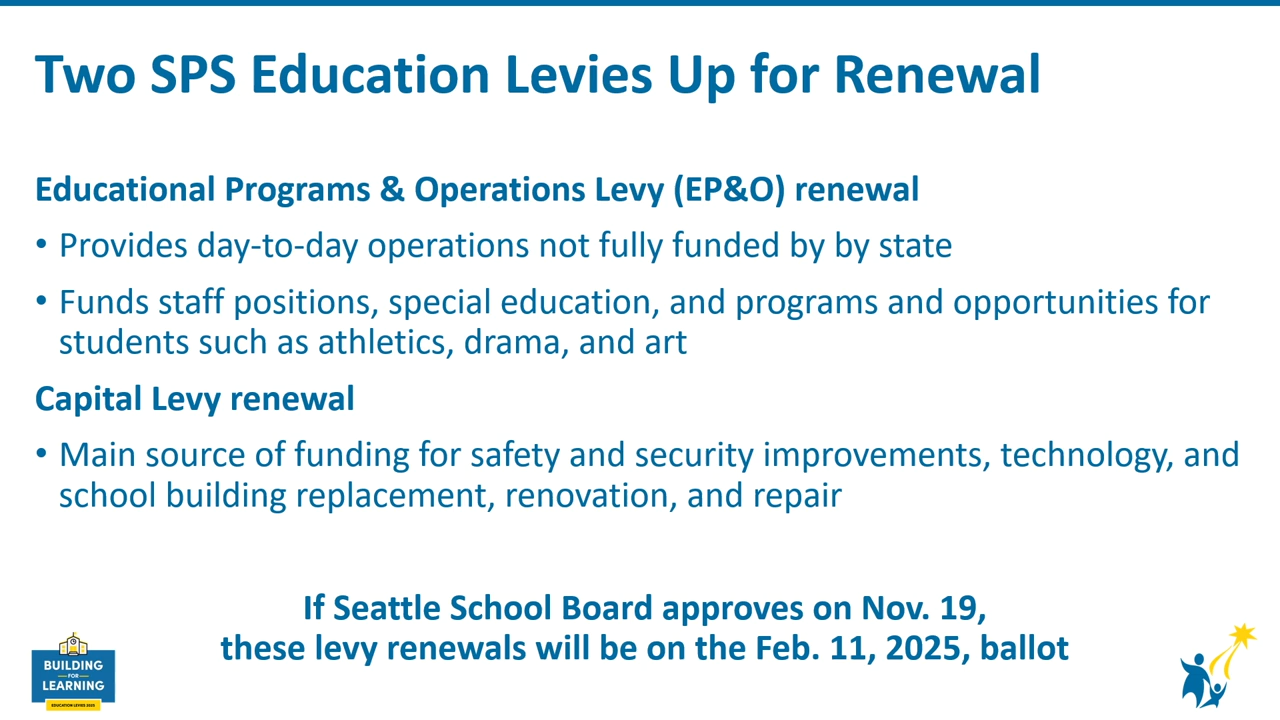 Two SPS Education Levies Up for Renewal
Educational Programs & Operations Levy (EP&O) renewal
• Provides day-to-day operations not fully funded by by state
• Funds staff positions, special education, and programs and opportunities for
students such as athletics, drama, and art
Capital Levy renewal
• Main source of funding for safety and security improvements, technology, and
school building replacement, renovation, and repair
If Seattle School Board approves on Nov. 19,
these levy renewals will be on the Feb. 11, 2025, ballot
BUILDING
FOR
LEARNING
EDUCATION LEVIES 2025